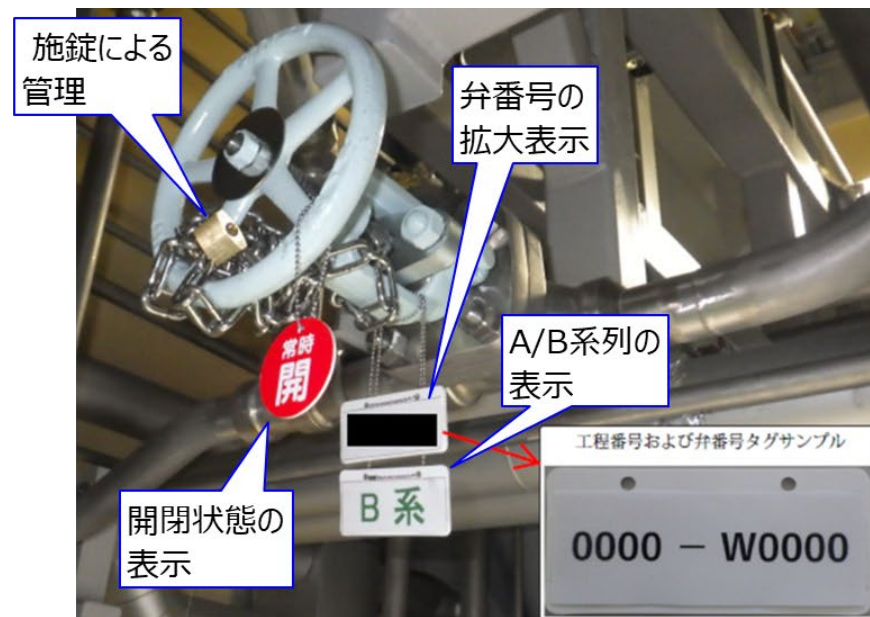 施錠による
管理
弁番号の
拡大表示
A/B系列の
表示
常時
開
B 系
開閉状態の
表示
工程番号および弁番号タグサンプル
0000 − W0000